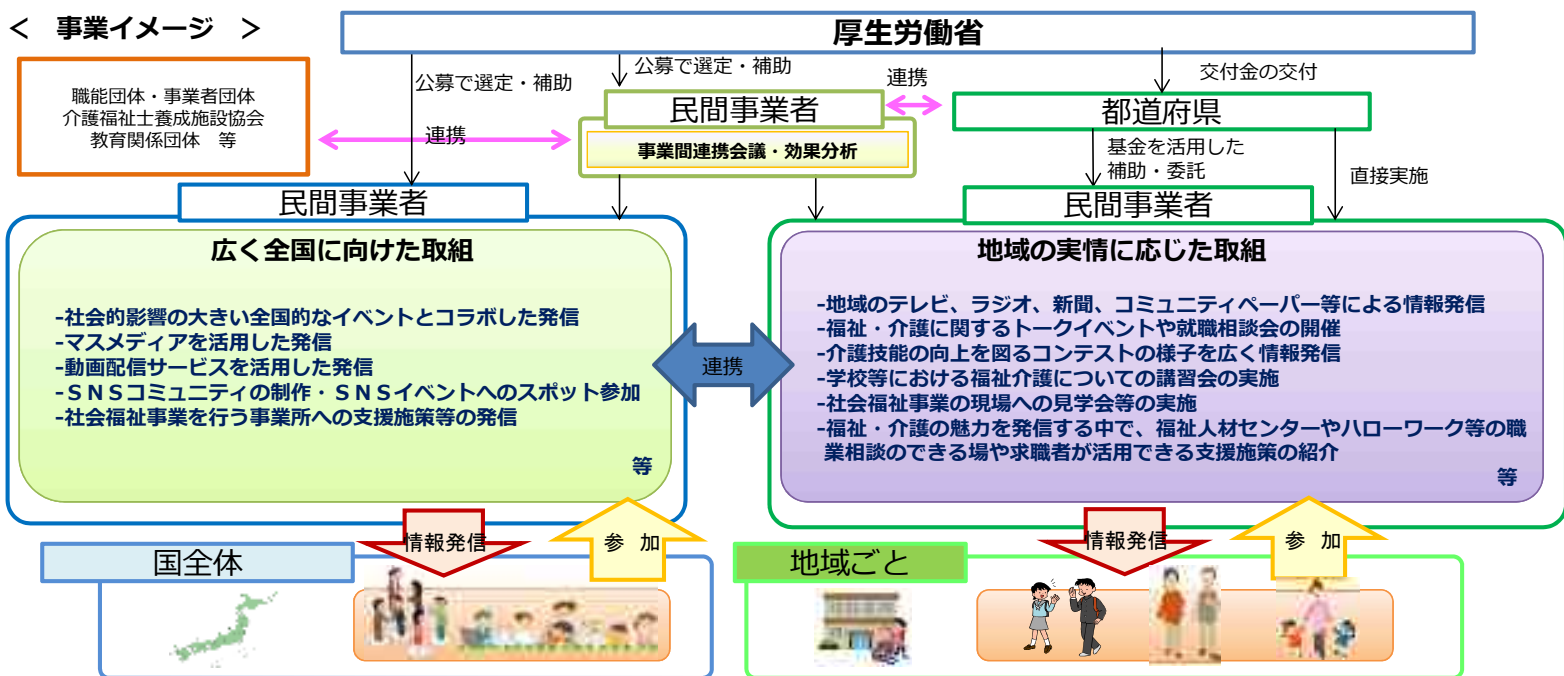 ＜　事業イメージ　＞
厚生労働省
職能団体・事業者団体
介護福祉士養成施設協会
教育関係団体　等
公募で選定・補助
公募で選定・補助
連携
交付金の交付
連携
民間事業者
事業間連携会議・効果分析
都道府県
基金を活用した
補助・委託
直接実施
民間事業者
広く全国に向けた取組
-社会的影響の大きい全国的なイベントとコラボした発信
-マスメディアを活用した発信
-動画配信サービスを活用した発信
-ＳＮＳコミュニティの制作・ＳＮＳイベントへのスポット参加
-社会福祉事業を行う事業所への支援施策等の発信
等
連携
民間事業者
地域の実情に応じた取組
-地域のテレビ、ラジオ、新聞、コミュニティペーパー等による情報発信
-福祉・介護に関するトークイベントや就職相談会の開催
-介護技能の向上を図るコンテストの様子を広く情報発信
-学校等における福祉介護についての講習会の実施
-社会福祉事業の現場への見学会等の実施
-福祉・介護の魅力を発信する中で、福祉人材センターやハローワーク等の職
業相談のできる場や求職者が活用できる支援施策の紹介
等
国全体
情報発信
参　加
地域ごと
情報発信
参　加